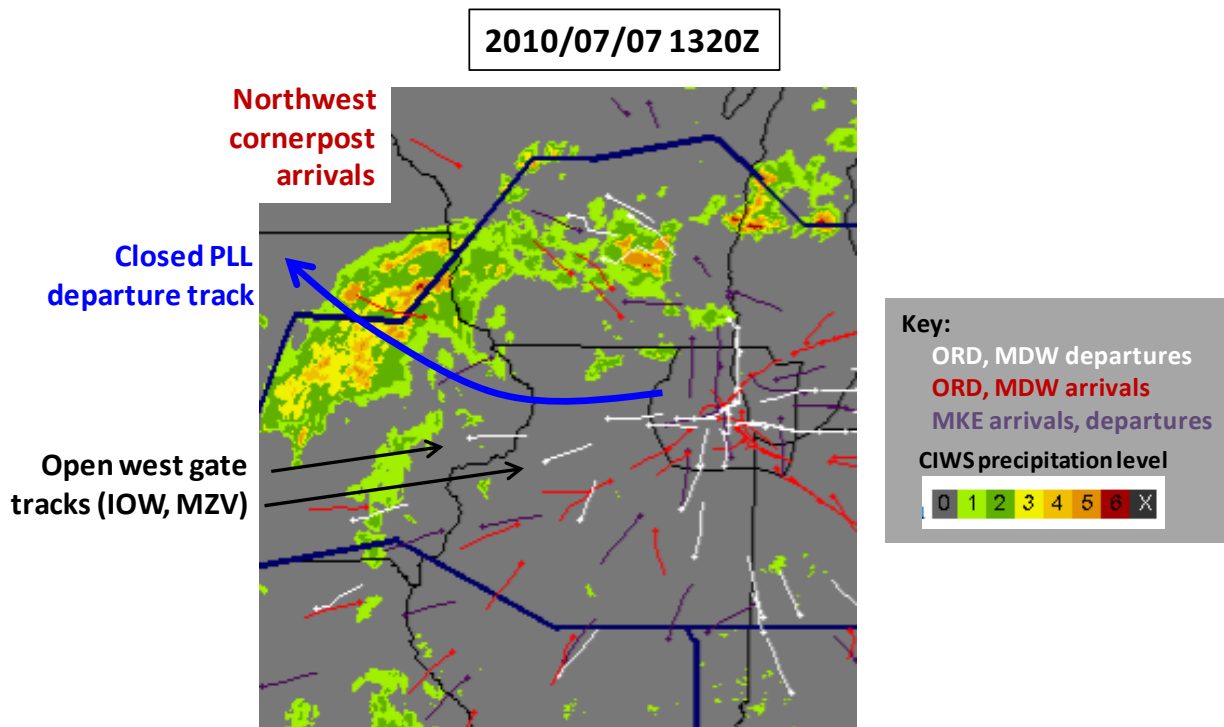 2010/07/07 1320Z
Northwest
cornerpost
arrivals
Closed PLL
departure track
Open west gate
tracks (IOW, MZV)
Key:
ORD, MDW departures
ORD, MDW arrivals
MKE arrivals, departures
CIWS precipitation level
0 1 2 3 4 5 6 X